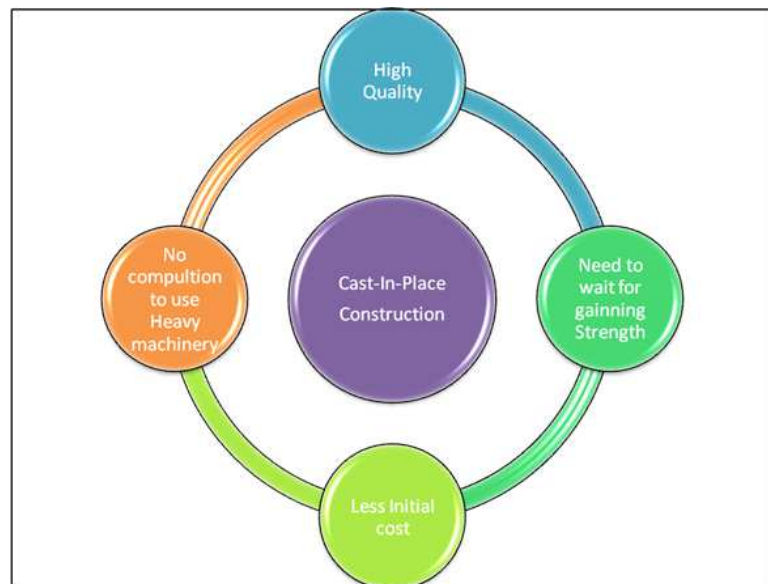 High
Quality
No
compultion
to use
Heavy
machinery
Cast-In-Place
Construction
Need to
wait for
gainning
Strength
Less Initial
cost